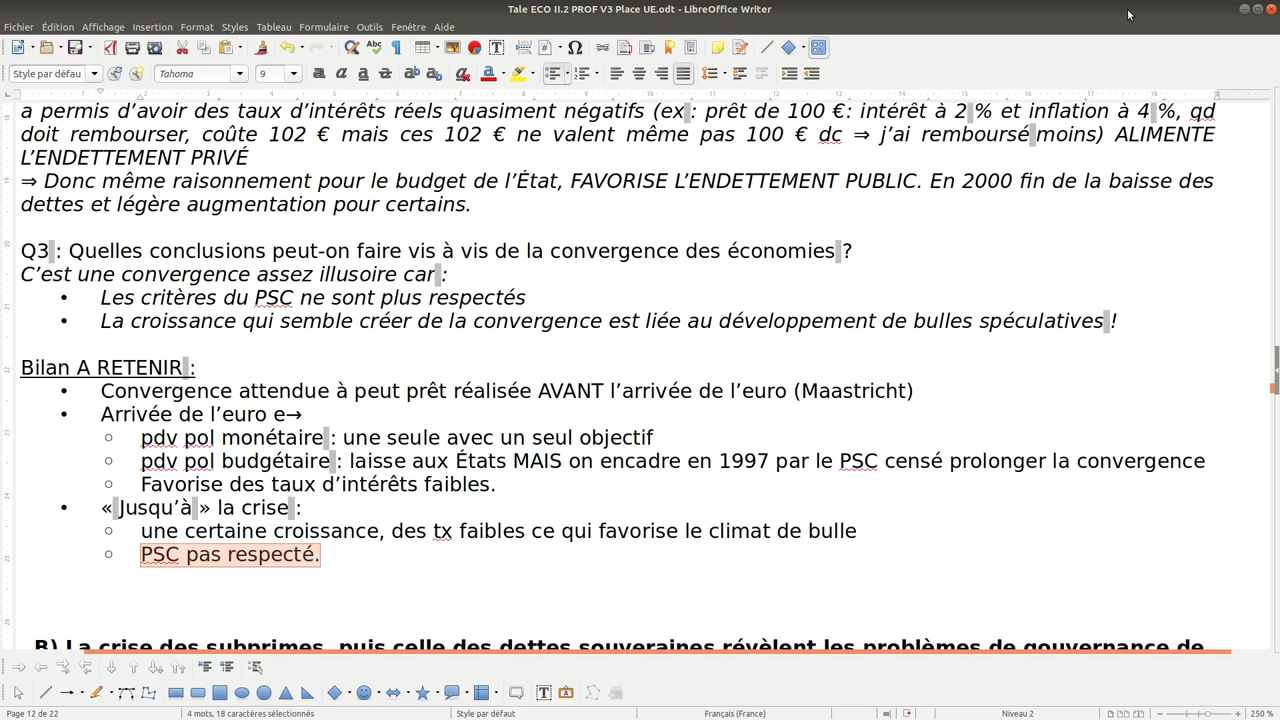 Tale ECO II.2 PROF V3 Place UE.odt - LibreOffice Writer
Fichier Édition Affichage Insertion Format Styles Tableau Formulaire Outils Fenêtre Aide
Style par défau Tahoma 9
a permis d’avoir des taux d’intérêts réels quasiment négatifs (ex : prêt de 100 €: intérêt à 2 % et inflation à 4 %, qd
doit rembourser, coûte 102 € mais ces 102 € ne valent même pas 100 € dc ⇒ j’ai remboursé moins) ALIMENTE
L’ENDETTEMENT PRIVÉ
⇒ Donc même raisonnement pour le budget de l’État, FAVORISE L’ENDETTEMENT PUBLIC. En 2000 fin de la baisse des
dettes et légère augmentation pour certains.
Q3 : Quelles conclusions peut-on faire vis à vis de la convergence des économies ?
C’est une convergence assez illusoire car :
• Les critères du PSC ne sont plus respectés
• La croissance qui semble créer de la convergence est liée au développement de bulles spéculatives !
Bilan A RETENIR :
• Convergence attendue à peut prêt réalisée AVANT l’arrivée de l’euro (Maastricht)
• Arrivée de l’euro e→
○ pdv pol monétaire : une seule avec un seul objectif
○ pdv pol budgétaire : laisse aux États MAIS on encadre en 1997 par le PSC censé prolonger la convergence
○ Favorise des taux d’intérêts faibles.
• « Jusqu’à » la crise :
○ une certaine croissance, des tx faibles ce qui favorise le climat de bulle
○ PSC pas respecté.
B) La crise des subprimes, puis celle des dettes souveraines révèlent les problèmes de gouvernance de
Page 12 de 22 4 mots, 18 caractères sélectionnés Style par défaut Français (France) Niveau 2 250 %